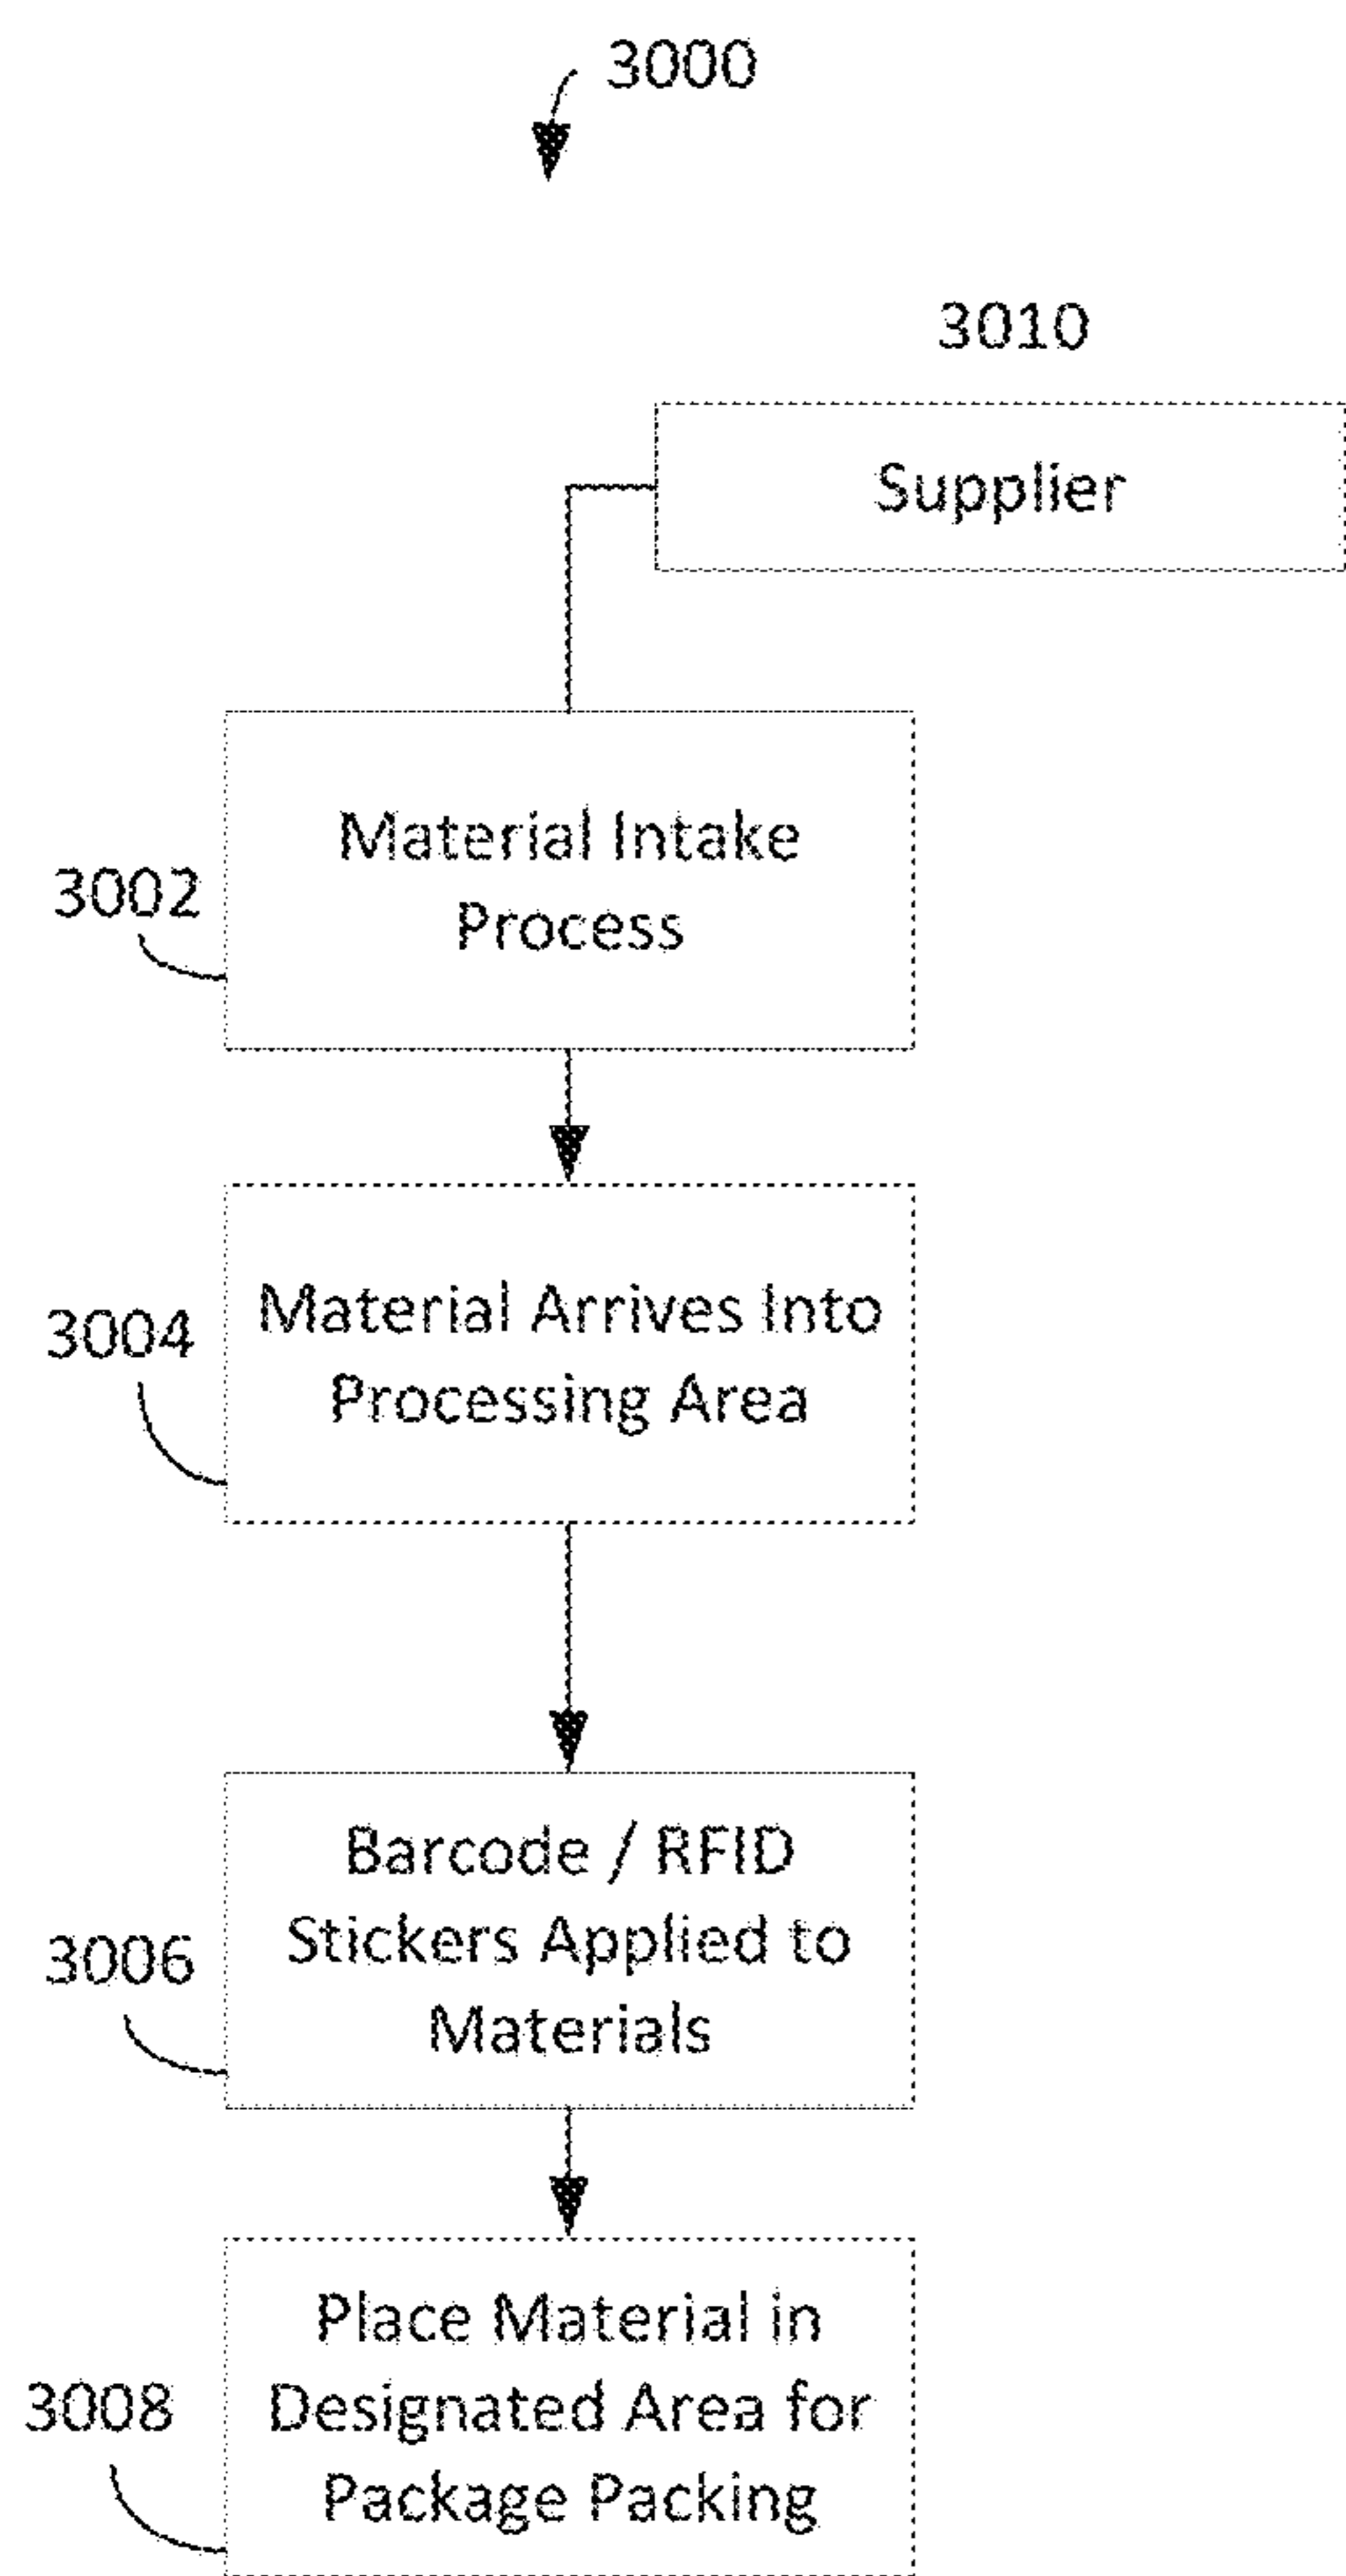 3000
3010
Supplier
Material Intake
Process
3002
Material Arrives Into
Processing Area
3004
Barcode / RFID
Stickers Applied to
Materials
3006
Place Material in
Designated Area for
Package Packing
3008